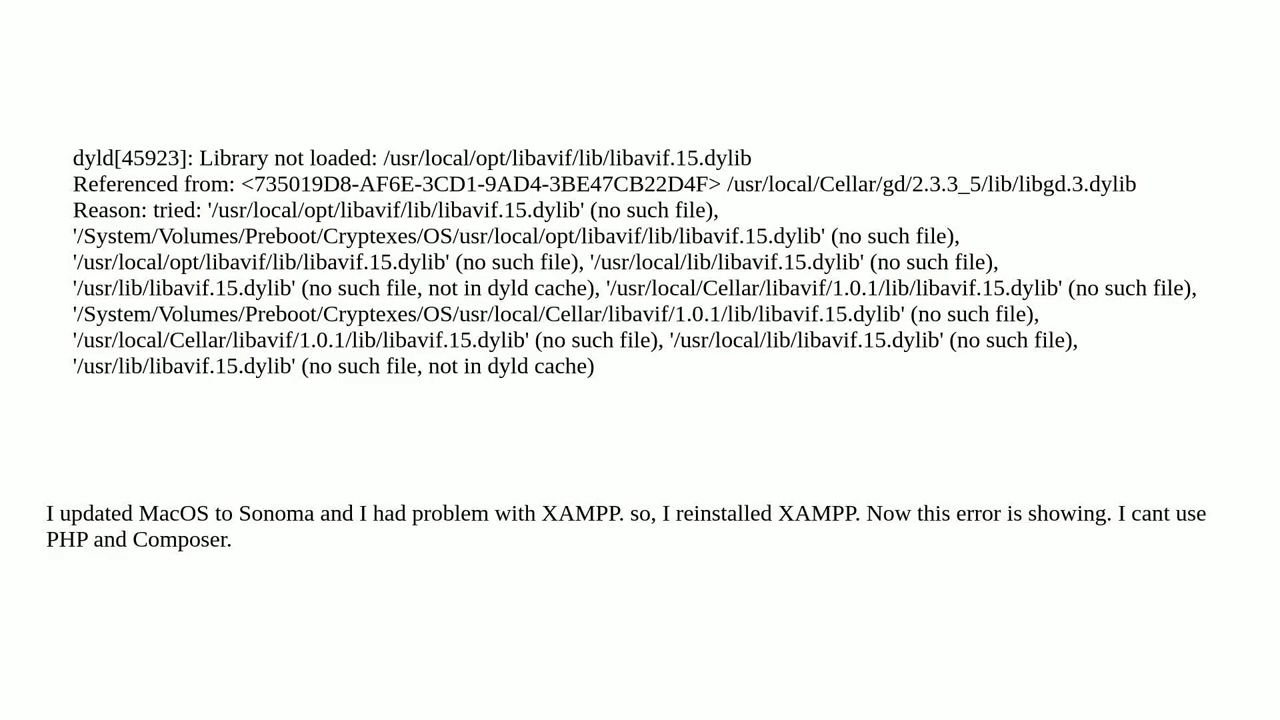 dyld[45923]: Library not loaded: /usr/local/opt/libavif/lib/libavif.15.dylib
Referenced from: <735019D8-AF6E-3CD1-9AD4-3BE47CB22D4F> /usr/local/Cellar/gd/2.3.3_5/lib/libgd.3.dylib
Reason: tried: '/usr/local/opt/libavif/lib/libavif.15.dylib' (no such file),
'/System/Volumes/Preboot/Cryptexes/OS/usr/local/opt/libavif/lib/libavif.15.dylib' (no such file),
'/usr/local/opt/libavif/lib/libavif.15.dylib' (no such file), '/usr/local/lib/libavif.15.dylib' (no such file),
'/usr/lib/libavif.15.dylib' (no such file, not in dyld cache), '/usr/local/Cellar/libavif/1.0.1/lib/libavif.15.dylib' (no such file),
'/System/Volumes/Preboot/Cryptexes/OS/usr/local/Cellar/libavif/1.0.1/lib/libavif.15.dylib' (no such file),
'/usr/local/Cellar/libavif/1.0.1/lib/libavif.15.dylib' (no such file), '/usr/local/lib/libavif.15.dylib' (no such file),
'/usr/lib/libavif.15.dylib' (no such file, not in dyld cache)
I updated MacOS to Sonoma and I had problem with XAMPP. so, I reinstalled XAMPP. Now this error is showing. I cant use
PHP and Composer.